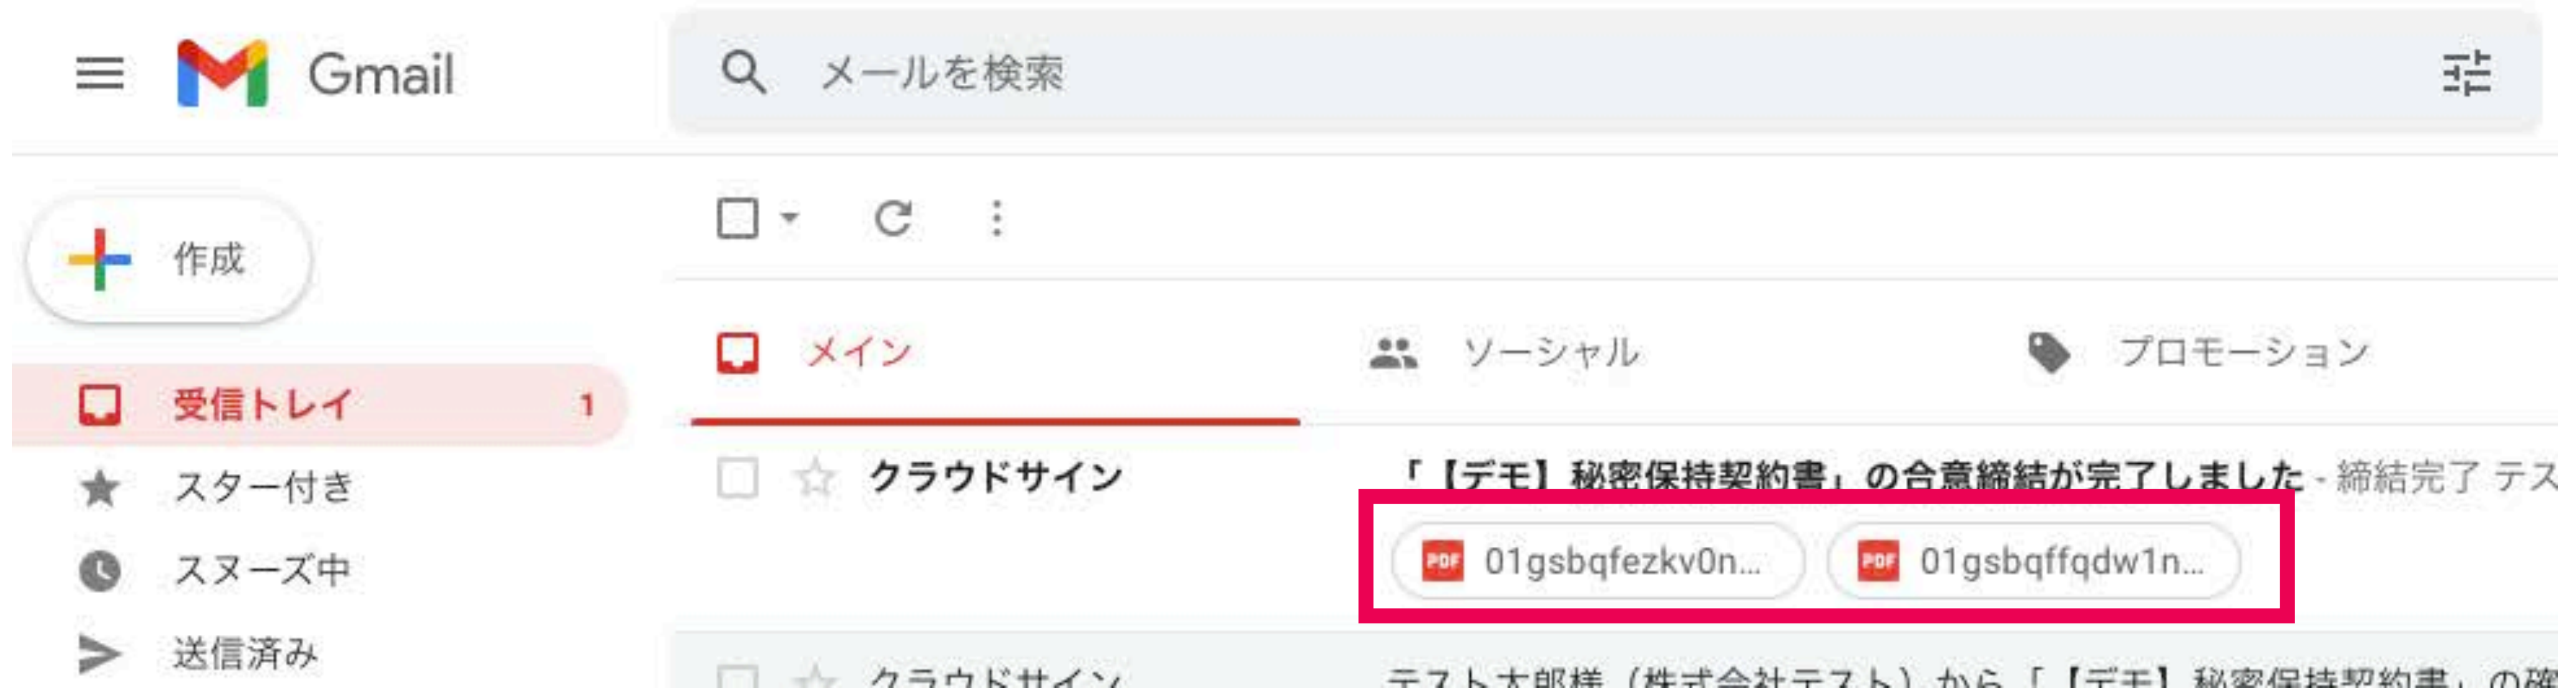 Gmail
メールを検索
作成
メイン
ソーシャル
プロモーション
受信トレイ 1
スター付き
スヌーズ中
送信済み
クラウドサイン 「【デモ】秘密保持契約書」の合意締結が完了しました - 締結完了 テス
PDF 01gsbqfezkv0n...
PDF 01gsbqffqdw1n...
クラウドサイン テスト太郎様（株式会社テスト）から「【デモ】秘密保持契約書」の確